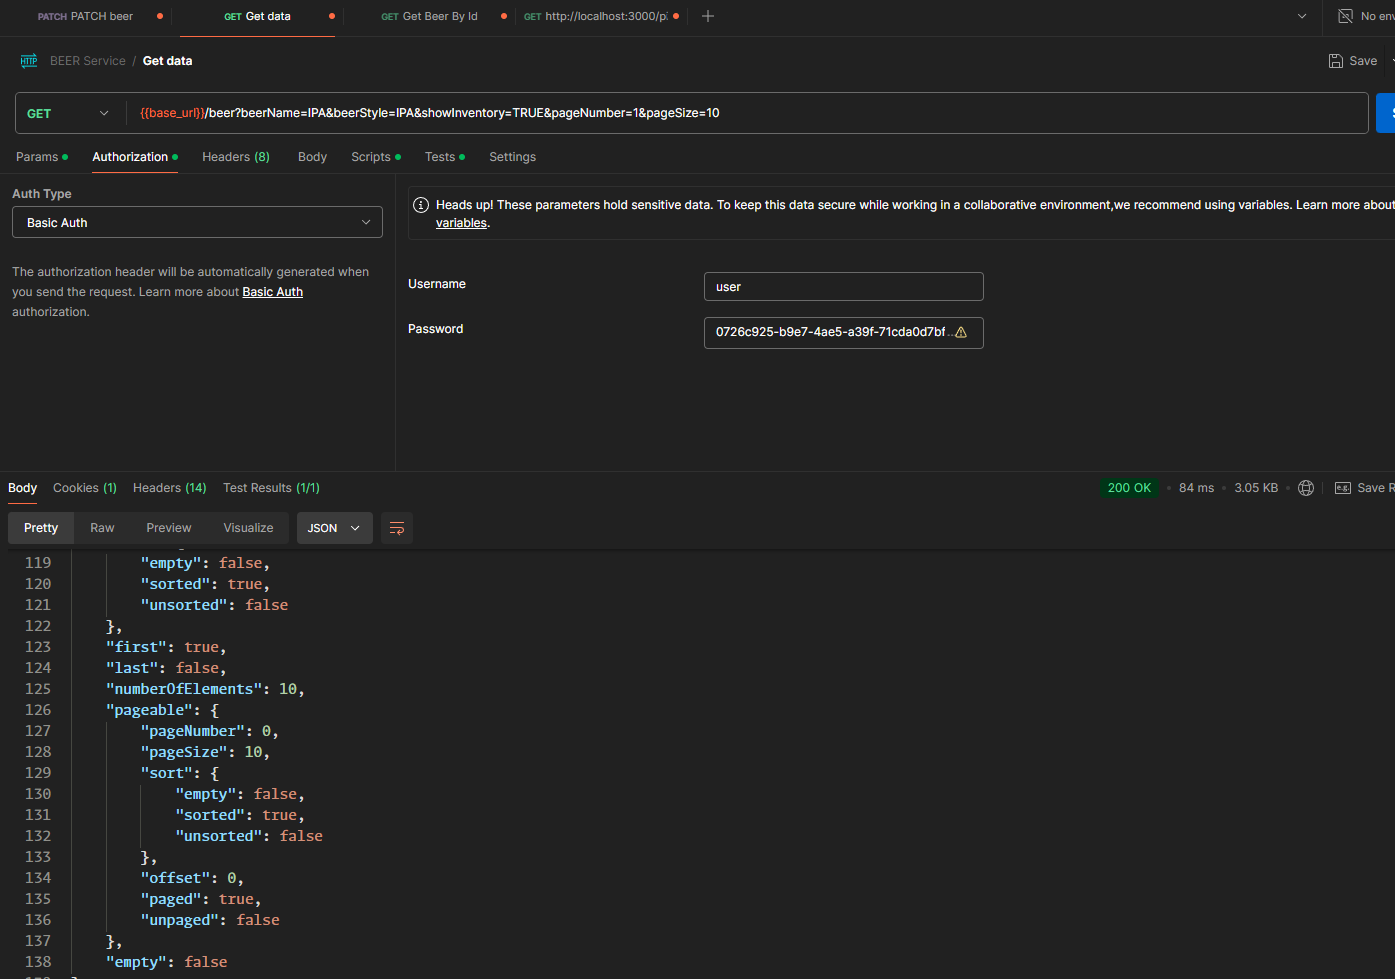 PATCH PATCH beer
GET Get data
GET Get Beer By Id
GET http://localhost:3000/p
No en
HTTP BEER Service / Get data
Save
GET
{{base_url}}/beer?beerName=IPA&beerStyle=IPA&showInventory=TRUE&pageNumber=1&pageSize=10
Params
Authorization
Headers (8)
Body
Scripts
Tests
Settings
Auth Type
Basic Auth
The authorization header will be automatically generated when
you send the request. Learn more about Basic Auth
authorization.
Heads up! These parameters hold sensitive data. To keep this data secure while working in a collaborative environment,we recommend using variables. Learn more about
variables.
Username
user
Password
0726c925-b9e7-4ae5-a39f-71cda0d7bf...
Body
Cookies (1)
Headers (14)
Test Results (1/1)
200 OK
84 ms
3.05 KB
e.g. Save R
Pretty
Raw
Preview
Visualize
JSON
119 "empty": false,
120 "sorted": true,
121 "unsorted": false
122 },
123 "first": true,
124 "last": false,
125 "numberOfElements": 10,
126 "pageable": {
127 "pageNumber": 0,
128 "pageSize": 10,
129 "sort": {
130 "empty": false,
131 "sorted": true,
132 "unsorted": false
133 },
134 "offset": 0,
135 "paged": true,
136 "unpaged": false
137 },
138 "empty": false